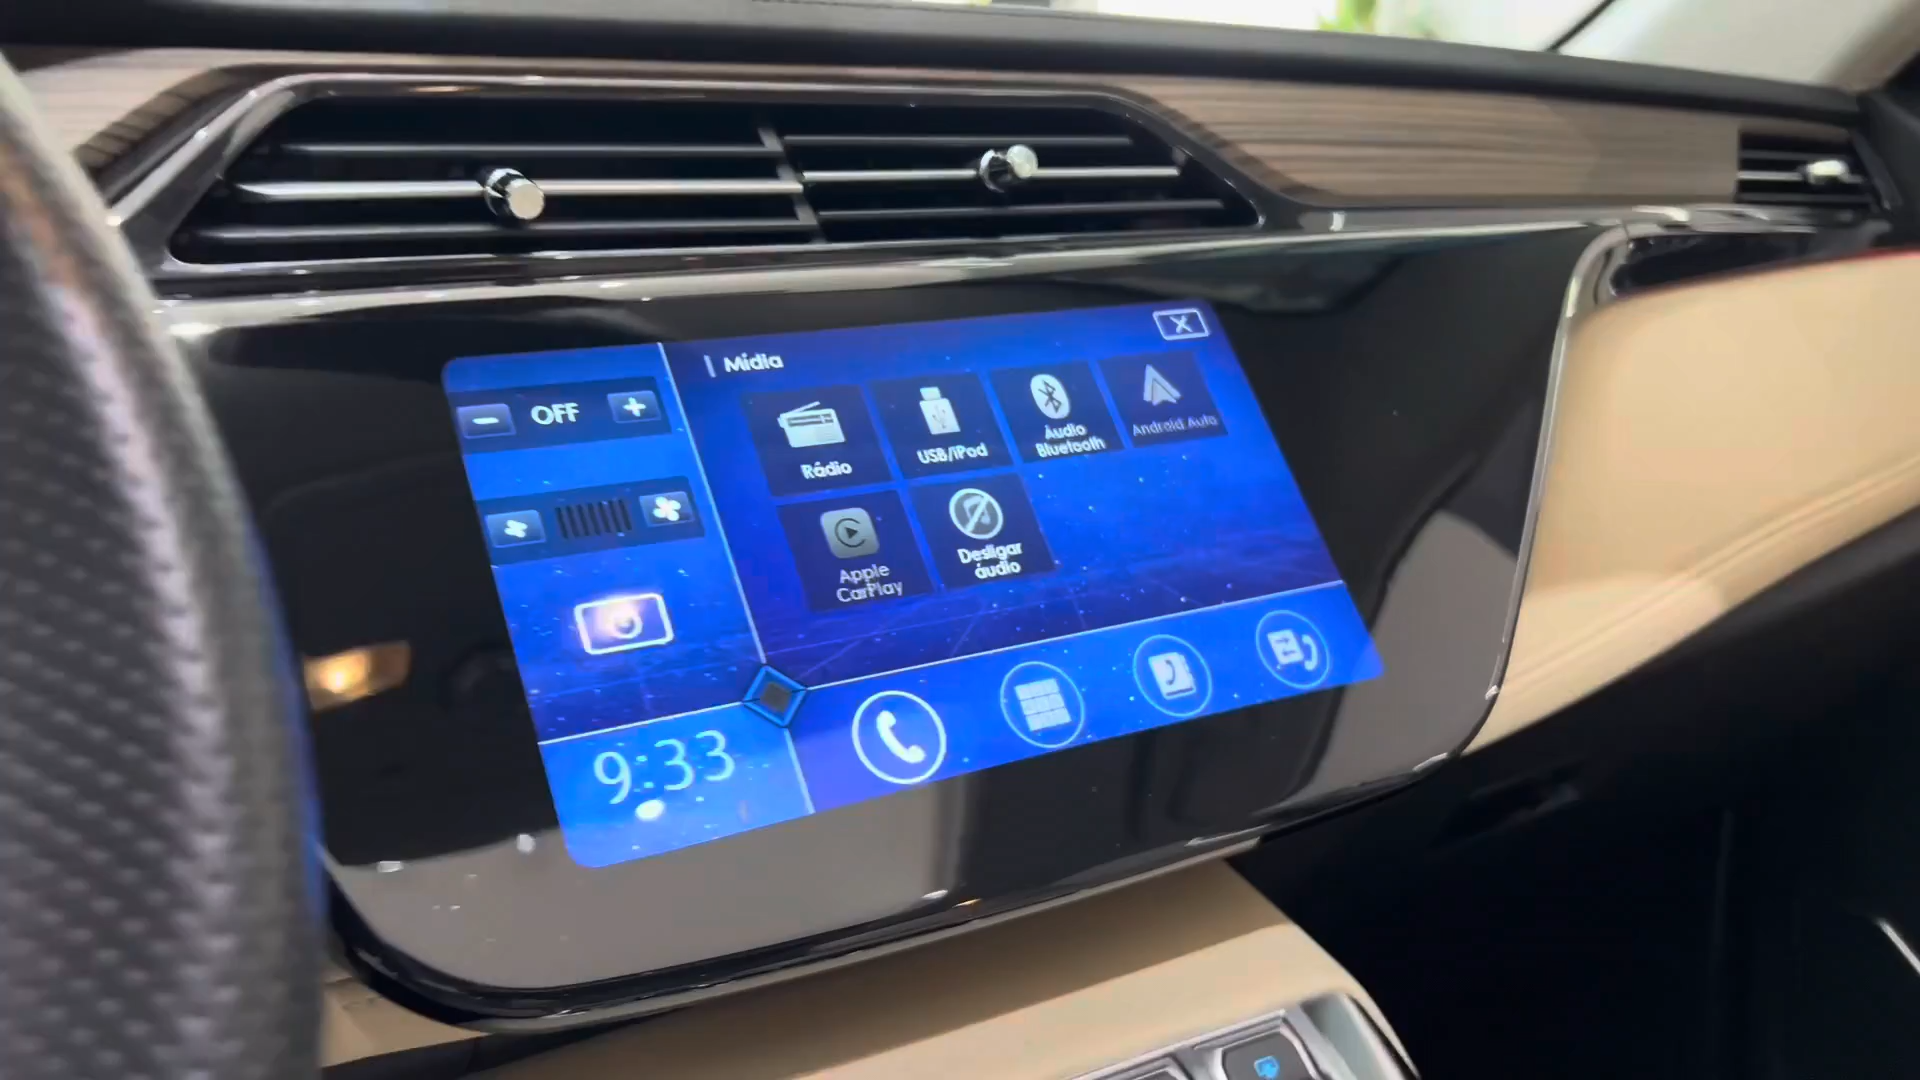 Mídia
OFF
Rádio
USB/iPod
Áudio
Bluetooth
Android Auto
Apple
CarPlay
Desligar
áudio
9:33